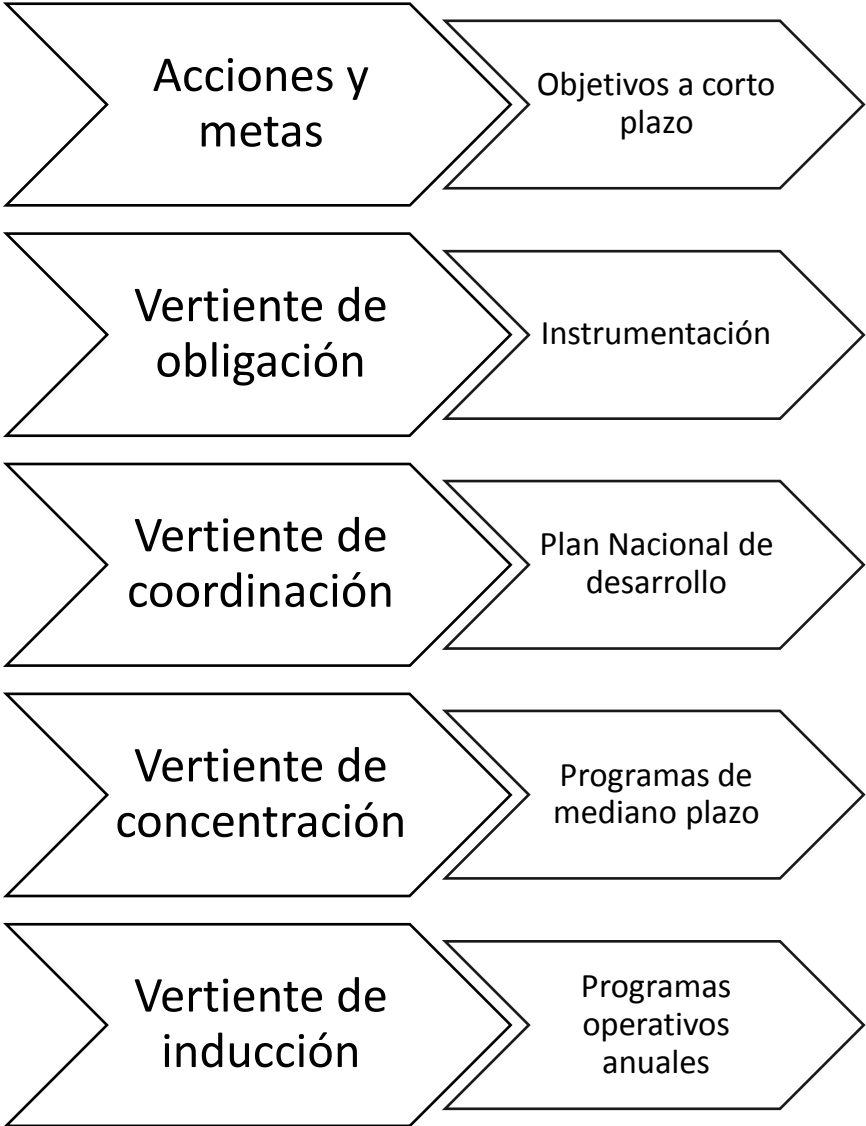 Acciones y
metas
Objetivos a corto
plazo
Vertiente de
obligación
Instrumentación
Vertiente de
coordinación
Plan Nacional de
desarrollo
Vertiente de
concentración
Programas de
mediano plazo
Vertiente de
inducción
Programas
operativos
anuales